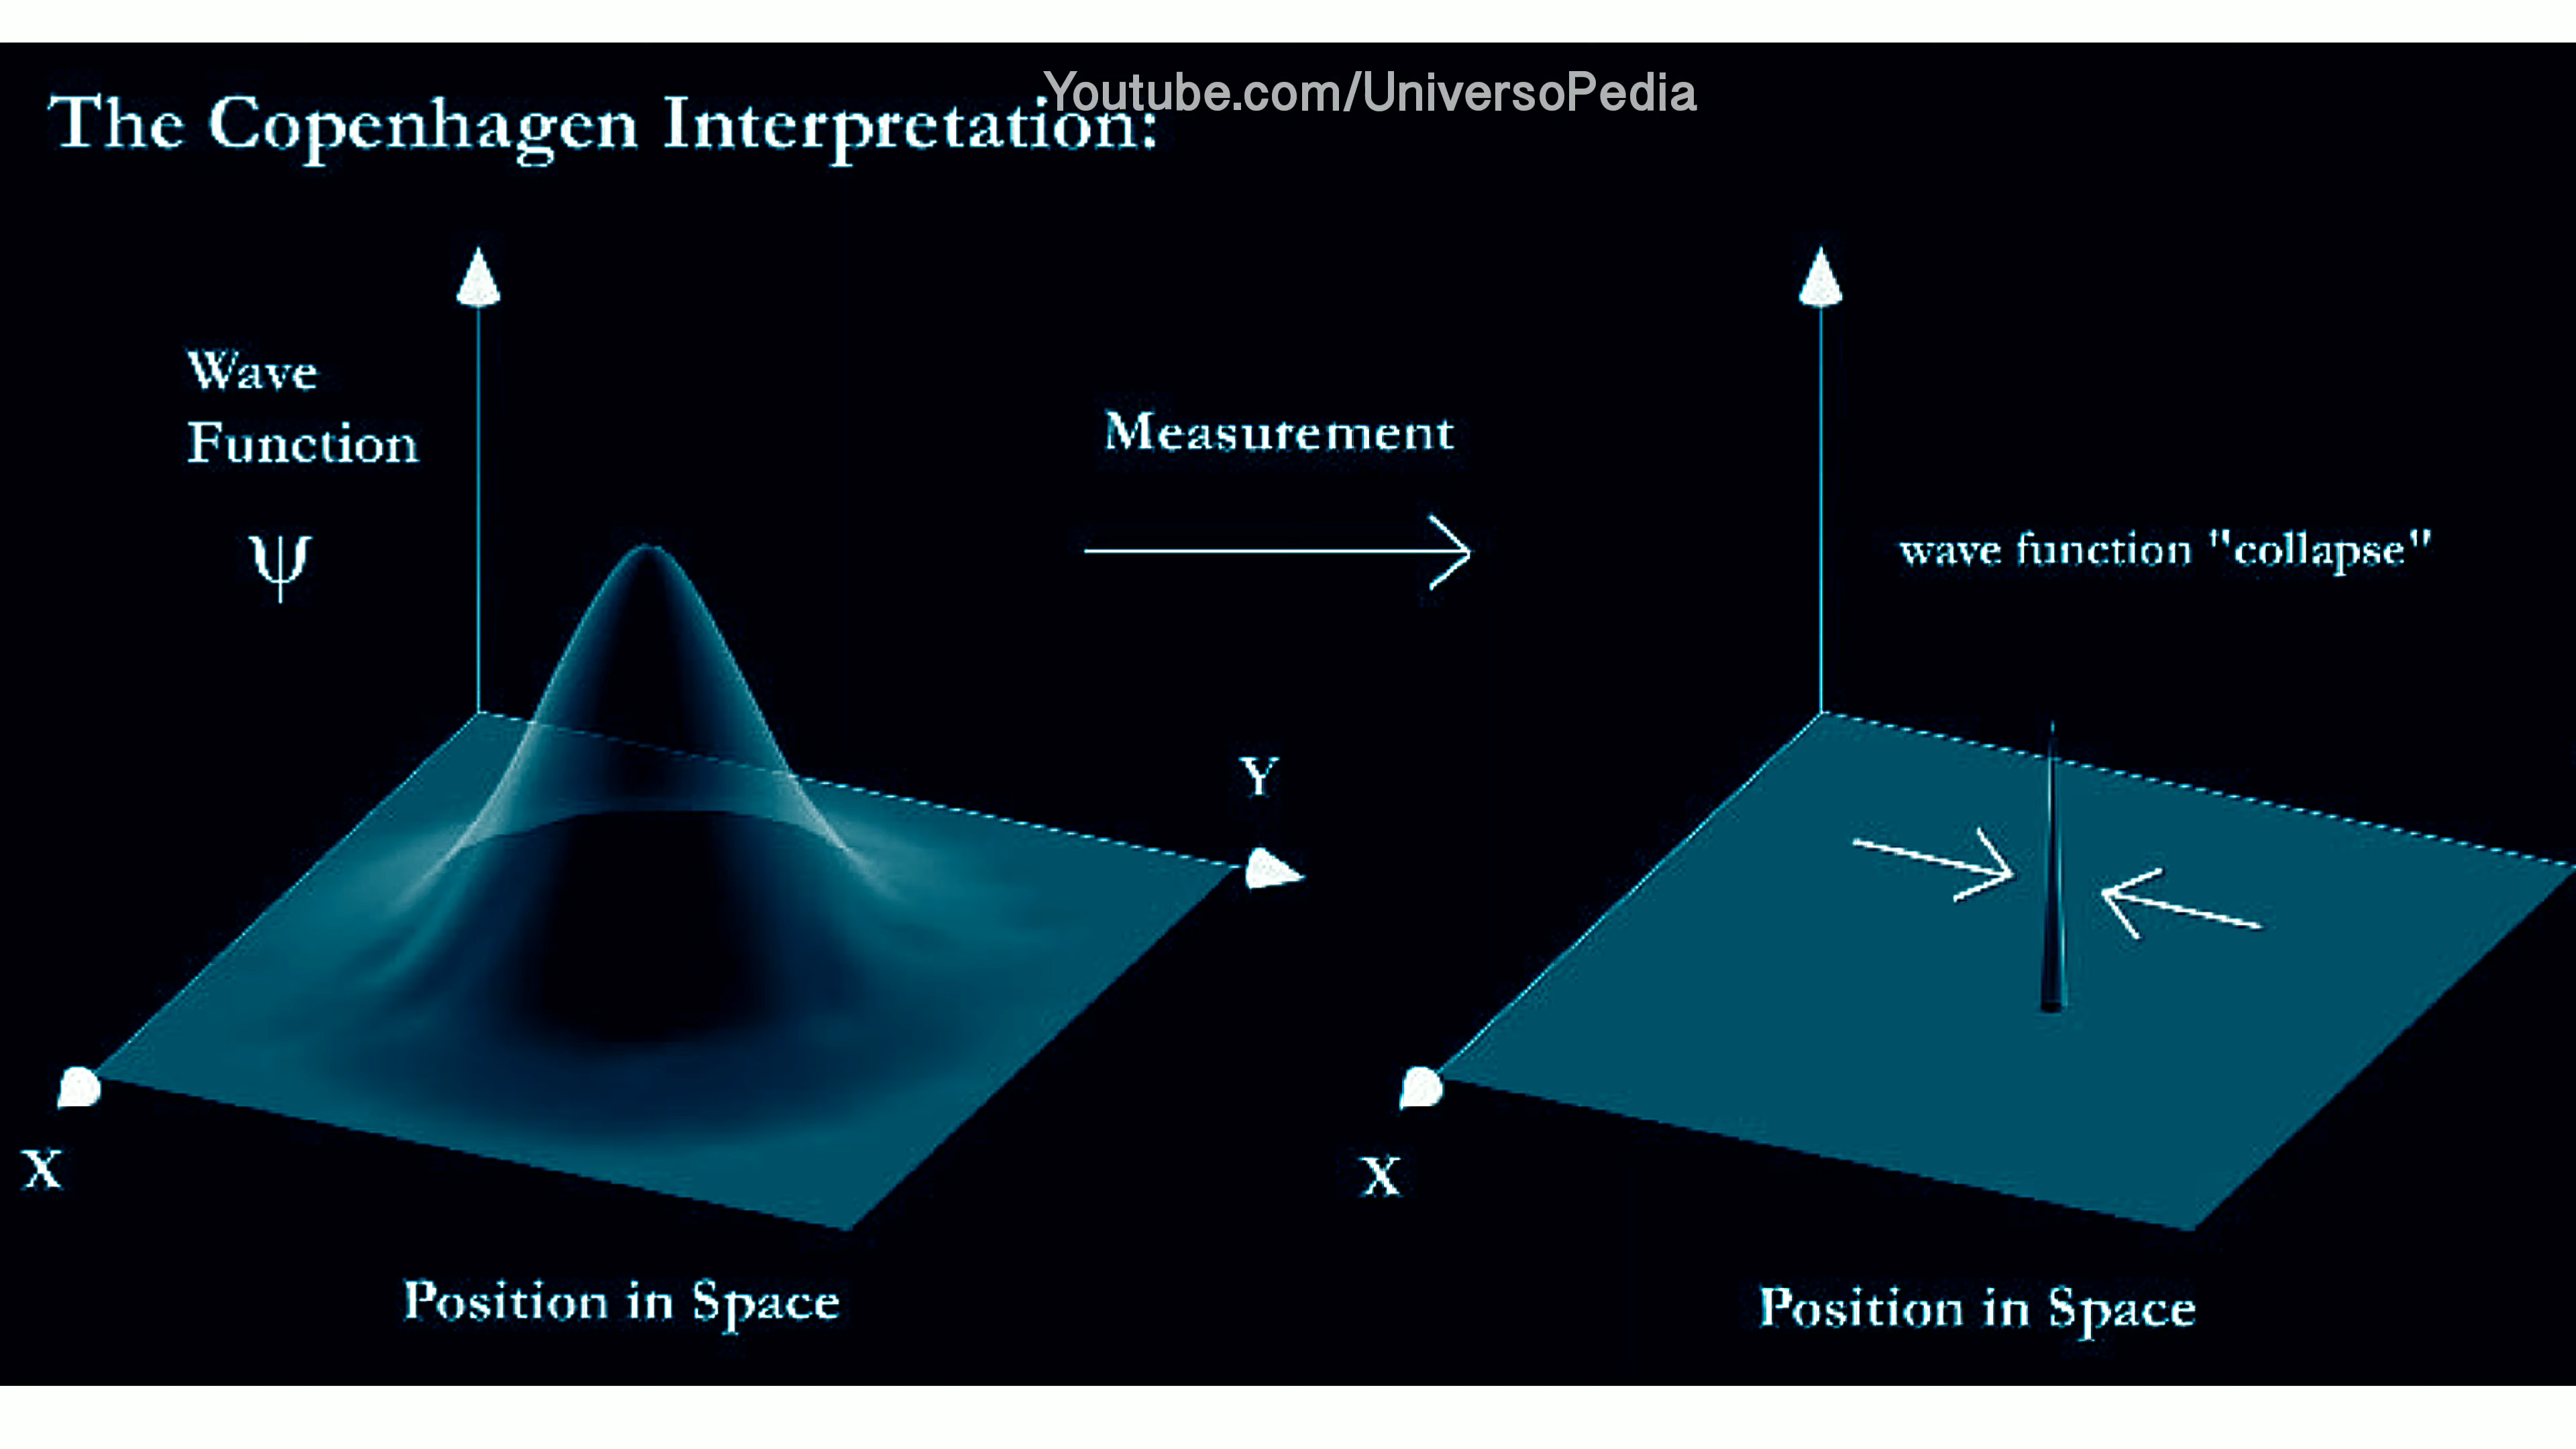 Youtube.com/UniversoPedia
The Copenhagen Interpretation:
Wave
Function
ψ
Measurement
wave function "collapse"
Y
X
X
Position in Space
Position in Space